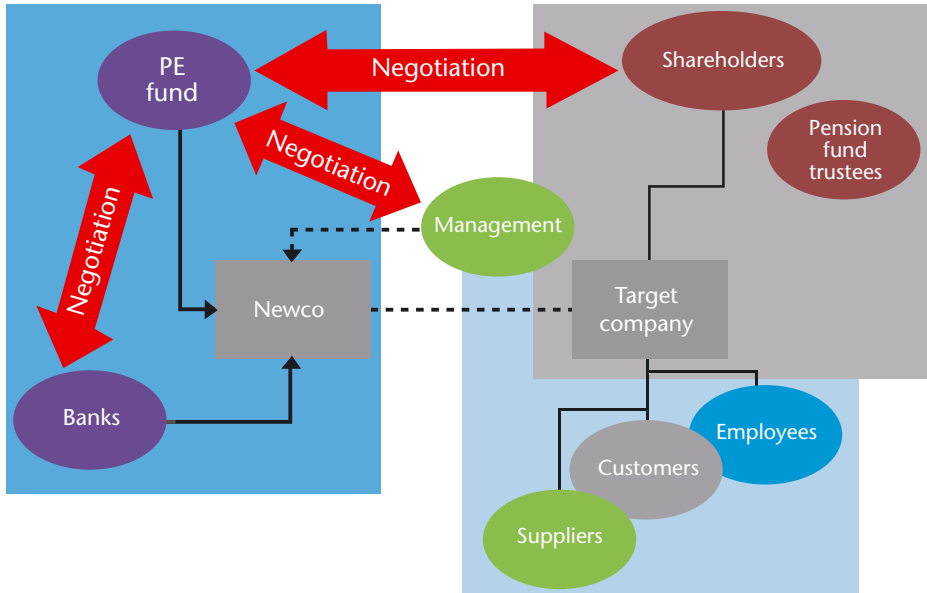 PE
fund
Negotiation
Shareholders
Pension
fund
trustees
Negotiation
Management
Negotiation
Newco
Target
company
Banks
Employees
Customers
Suppliers